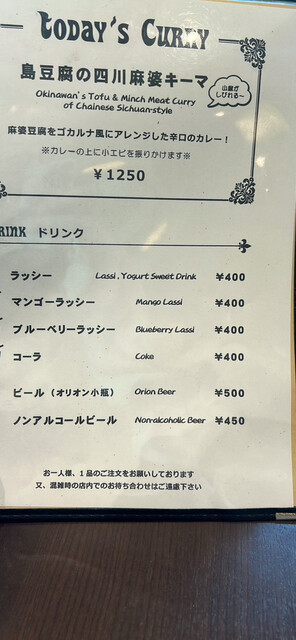 today's Curry
島豆腐の四川麻婆キーマ
山椒が
しびれる～
Okinawan's Tofu & Minch Meat Curry
of Chainese Sichuan-style
麻婆豆腐をゴカルナ風にアレンジした辛口のカレー！
※カレーの上に小エビを振りかけます※
￥1250
RINK ドリンク
ラッシー Lassi , Yogurt Sweet Drink ￥400
マンゴーラッシー Mango Lassi ￥400
ブルーベリーラッシー Blueberry Lassi ￥400
コーラ Coke ￥400
ビール（オリオン小瓶） Orion Beer ￥500
ノンアルコールビール Non-alcoholic Beer ￥450
お一人様、１品のご注文をお願いしております
又、混雑時の店内でのお待ち合わせはご遠慮下さい